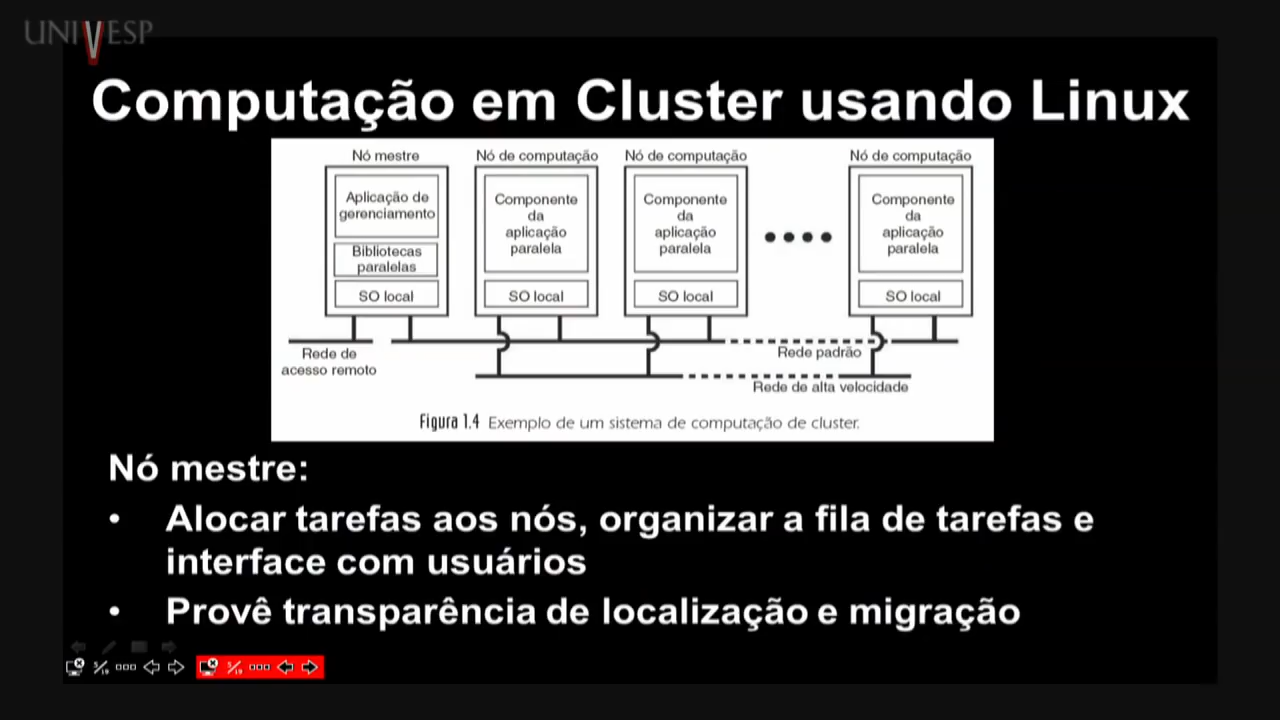 UNIVESP
Computação em Cluster usando Linux
Nó mestre
Nó de computação
Nó de computação
Nó de computação
Aplicação de
gerenciamento
Bibliotecas
paralelas
SO local
Componente
da
aplicação
paralela
SO local
Componente
da
aplicação
paralela
SO local
Componente
da
aplicação
paralela
SO local
Rede de
acesso remoto
Rede padrão
Rede de alta velocidade
Figura 1.4 Exemplo de um sistema de computação de cluster.
Nó mestre:
• Alocar tarefas aos nós, organizar a fila de tarefas e
interface com usuários
• Provê transparência de localização e migração
5/19
5/19